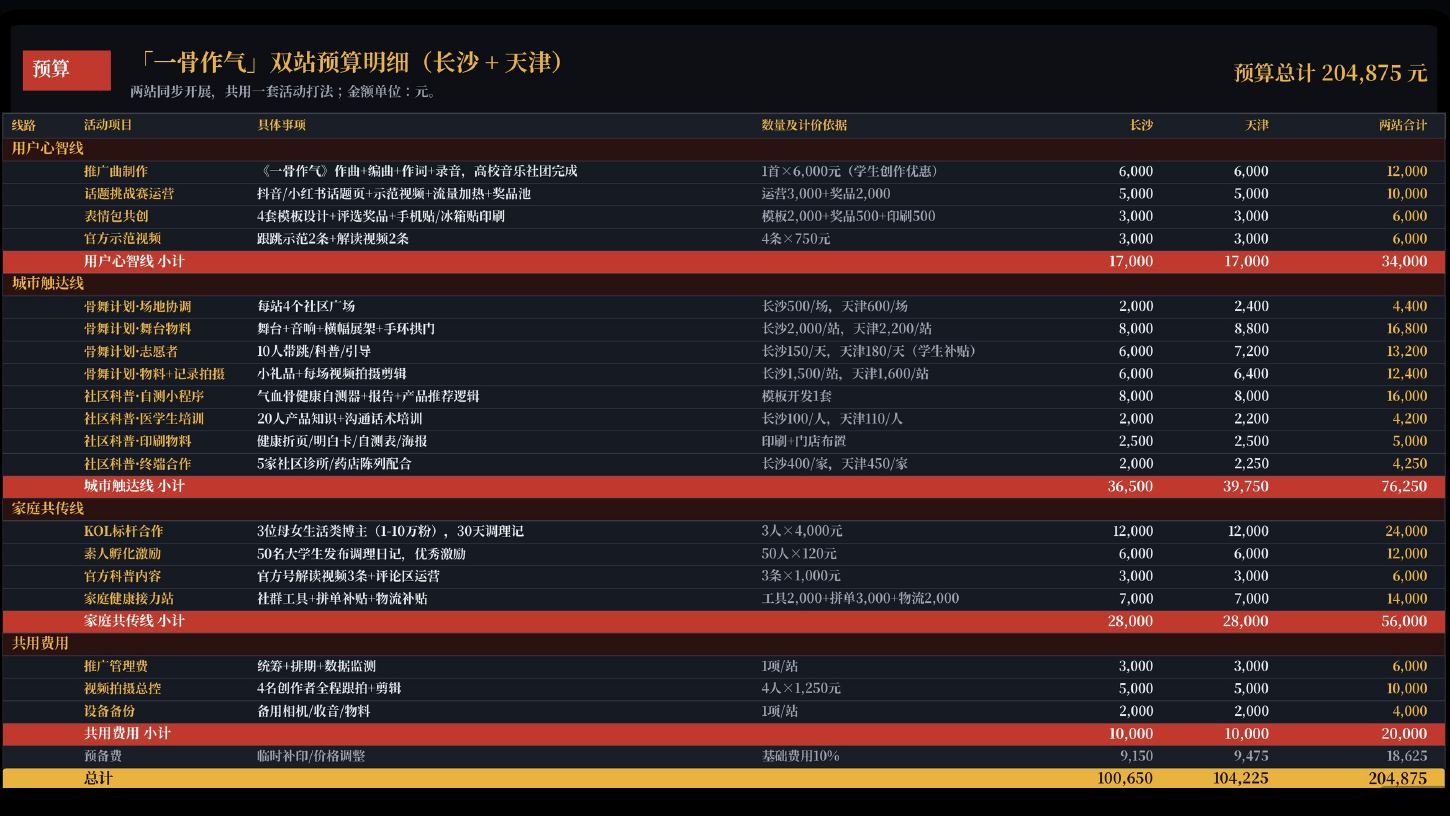 预算
「一骨作气」双站预算明细（长沙 + 天津）
两站同步开展，共用一套活动打法；金额单位：元。
预算总计 204,875 元
线路 活动项目 具体事项 数量及计价依据 长沙 天津 两站合计
用户心智线
推广曲制作 《一骨作气》作曲+编曲+作词+录音，高校音乐社团完成 1首×6,000元（学生创作优惠） 6,000 6,000 12,000
话题挑战赛运营 抖音/小红书话题页+示范视频+流量加热+奖品池 运营3,000+奖品2,000 5,000 5,000 10,000
表情包共创 4套模板设计+评选奖品+手机贴/冰箱贴印刷 模板2,000+奖品500+印刷500 3,000 3,000 6,000
官方示范视频 跟跳示范2条+解读视频2条 4条×750元 3,000 3,000 6,000
用户心智线 小计 17,000 17,000 34,000
城市触达线
骨舞计划·场地协调 每站4个社区广场 长沙500/场，天津600/场 2,000 2,400 4,400
骨舞计划·舞台物料 舞台+音响+横幅展架+手环拱门 长沙2,000/站，天津2,200/站 8,000 8,800 16,800
骨舞计划·志愿者 10人带跳/科普/引导 长沙150/天，天津180/天（学生补贴） 6,000 7,200 13,200
骨舞计划·物料+记录拍摄 小礼品+每场视频拍摄剪辑 长沙1,500/站，天津1,600/站 6,000 6,400 12,400
社区科普·自测小程序 气血骨健康自测器+报告+产品推荐逻辑 模板开发1套 8,000 8,000 16,000
社区科普·医学生培训 20人产品知识+沟通话术培训 长沙100/人，天津110/人 2,000 2,200 4,200
社区科普·印刷物料 健康折页/明白卡/自测表/海报 印刷+门店布置 2,500 2,500 5,000
社区科普·终端合作 5家社区诊所/药店陈列配合 长沙400/家，天津450/家 2,000 2,250 4,250
城市触达线 小计 36,500 39,750 76,250
家庭共传线
KOL标杆合作 3位母女生活类博主（1-10万粉），30天调理记 3人×4,000元 12,000 12,000 24,000
素人孵化激励 50名大学生发布调理日记，优秀激励 50人×120元 6,000 6,000 12,000
官方科普内容 官方号解读视频3条+评论区运营 3条×1,000元 3,000 3,000 6,000
家庭健康接力站 社群工具+拼单补贴+物流补贴 工具2,000+拼单3,000+物流2,000 7,000 7,000 14,000
家庭共传线 小计 28,000 28,000 56,000
共用费用
推广管理费 统筹+排期+数据监测 1项/站 3,000 3,000 6,000
视频拍摄总控 4名创作者全程跟拍+剪辑 4人×1,250元 5,000 5,000 10,000
设备备份 备用相机/收音/物料 1项/站 2,000 2,000 4,000
共用费用 小计 10,000 10,000 20,000
预备费 临时补印/价格调整 基础费用10% 9,150 9,475 18,625
总计 100,650 104,225 204,875